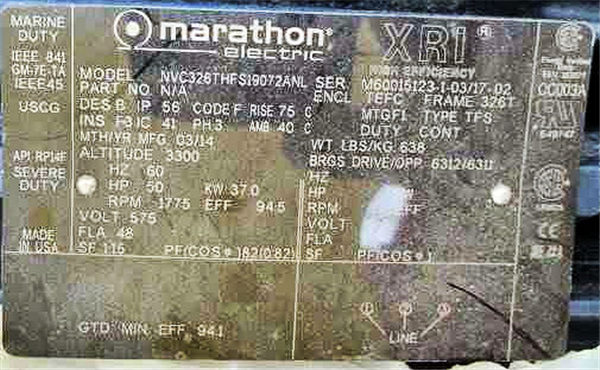 marathon®
electric
XRi®
HIGH EFFICIENCY
MARINE
DUTY
IEEE 841
GM-7E-TA
IEEE45
USCG
API RP14F
SEVERE
DUTY
MADE
IN USA
MODEL NVC326THFS19072ANL
PART NO. N/A
DES B IP 56 CODE F RISE 75 C
INS F3 IC 41 PH 3 AMB 40 C
MTH/YR MFG 03/14
ALTITUDE 3300
HZ 60
HP 50 KW 37.0
RPM 1775 EFF 94.5
VOLT 575
FLA 48
SF 1.15 PF(COS φ) 82(0.82)
GTD MIN. EFF 94.1
SER. M60015123-1-03/17-02
ENCL TEFC FRAME 326T
MTGF1 TYPE TFS
DUTY CONT
WT LBS/KG 638
BRGS DRIVE/OPP 6312/6311
HZ
HP
RPM EFF
VOLT
FLA
SF PF(COS φ)
LINE
CC003A
CE